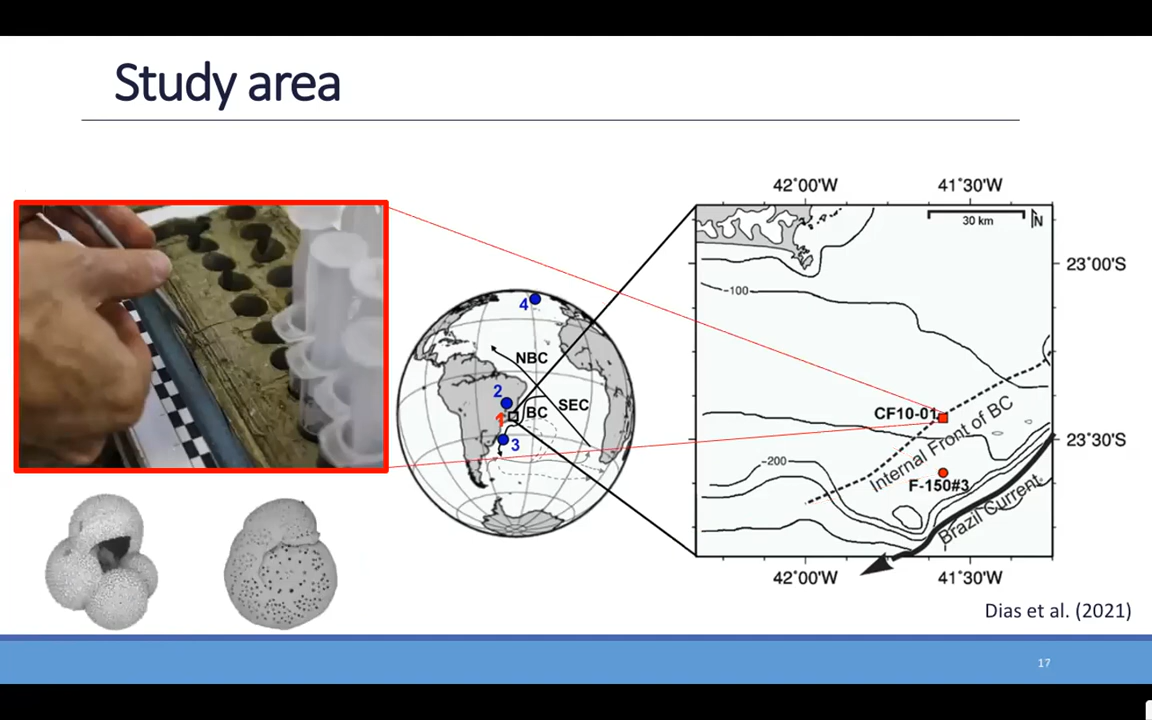 Study area
42°00'W
41°30'W
30 km
N
23°00'S
-100
4
NBC
2
SEC
BC
3
CF10-01
Internal Front of BC
23°30'S
-200
F-150#3
Brazil Current
42°00'W
41°30'W
Dias et al. (2021)
17